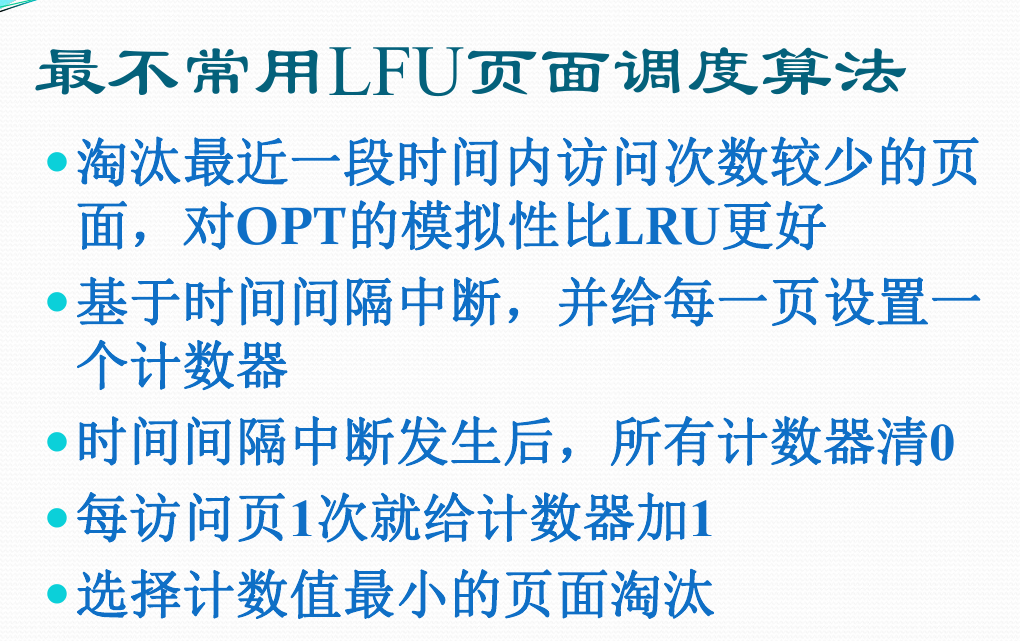 最不常用LFU页面调度算法
•淘汰最近一段时间内访问次数较少的页
面，对OPT的模拟性比LRU更好
•基于时间间隔中断，并给每一页设置一
个计数器
•时间间隔中断发生后，所有计数器清0
•每访问页1次就给计数器加1
•选择计数值最小的页面淘汰